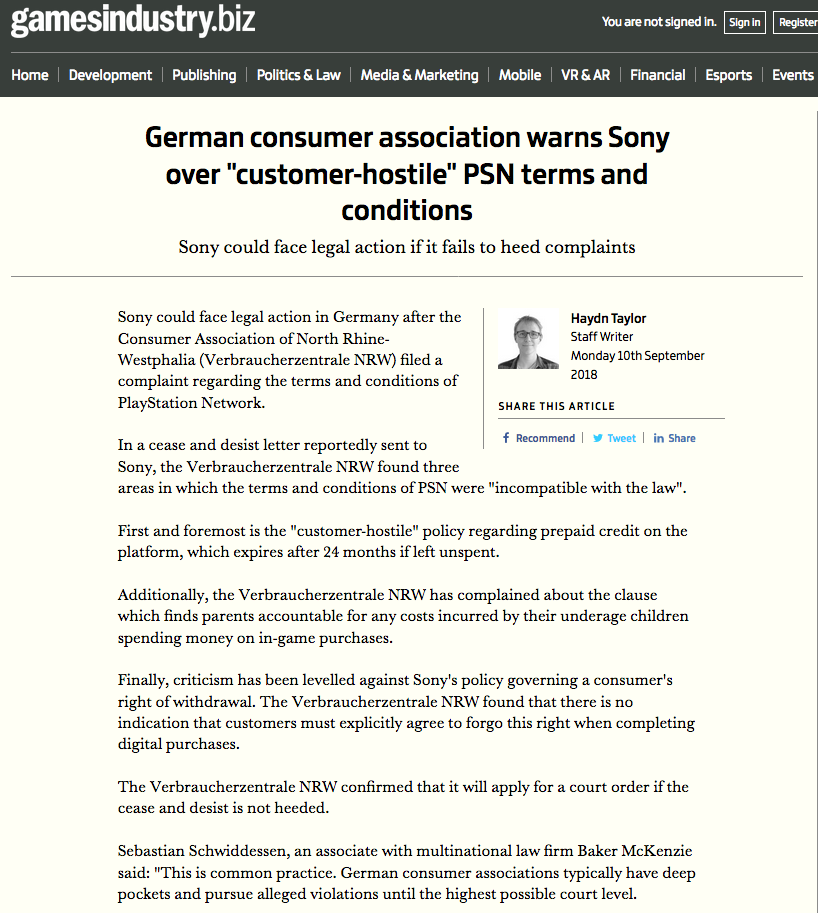 gamesindustry.biz
You are not signed in. Sign in Register
Home Development Publishing Politics & Law Media & Marketing Mobile VR & AR Financial Esports Events
German consumer association warns Sony
over "customer-hostile" PSN terms and
conditions
Sony could face legal action if it fails to heed complaints
Sony could face legal action in Germany after the
Consumer Association of North Rhine-
Westphalia (Verbraucherzentrale NRW) filed a
complaint regarding the terms and conditions of
PlayStation Network.
Haydn Taylor
Staff Writer
Monday 10th September
2018
SHARE THIS ARTICLE
Recommend Tweet Share
In a cease and desist letter reportedly sent to
Sony, the Verbraucherzentrale NRW found three
areas in which the terms and conditions of PSN were "incompatible with the law".
First and foremost is the "customer-hostile" policy regarding prepaid credit on the
platform, which expires after 24 months if left unspent.
Additionally, the Verbraucherzentrale NRW has complained about the clause
which finds parents accountable for any costs incurred by their underage children
spending money on in-game purchases.
Finally, criticism has been levelled against Sony's policy governing a consumer's
right of withdrawal. The Verbraucherzentrale NRW found that there is no
indication that customers must explicitly agree to forgo this right when completing
digital purchases.
The Verbraucherzentrale NRW confirmed that it will apply for a court order if the
cease and desist is not heeded.
Sebastian Schwiddessen, an associate with multinational law firm Baker McKenzie
said: "This is common practice. German consumer associations typically have deep
pockets and pursue alleged violations until the highest possible court level.